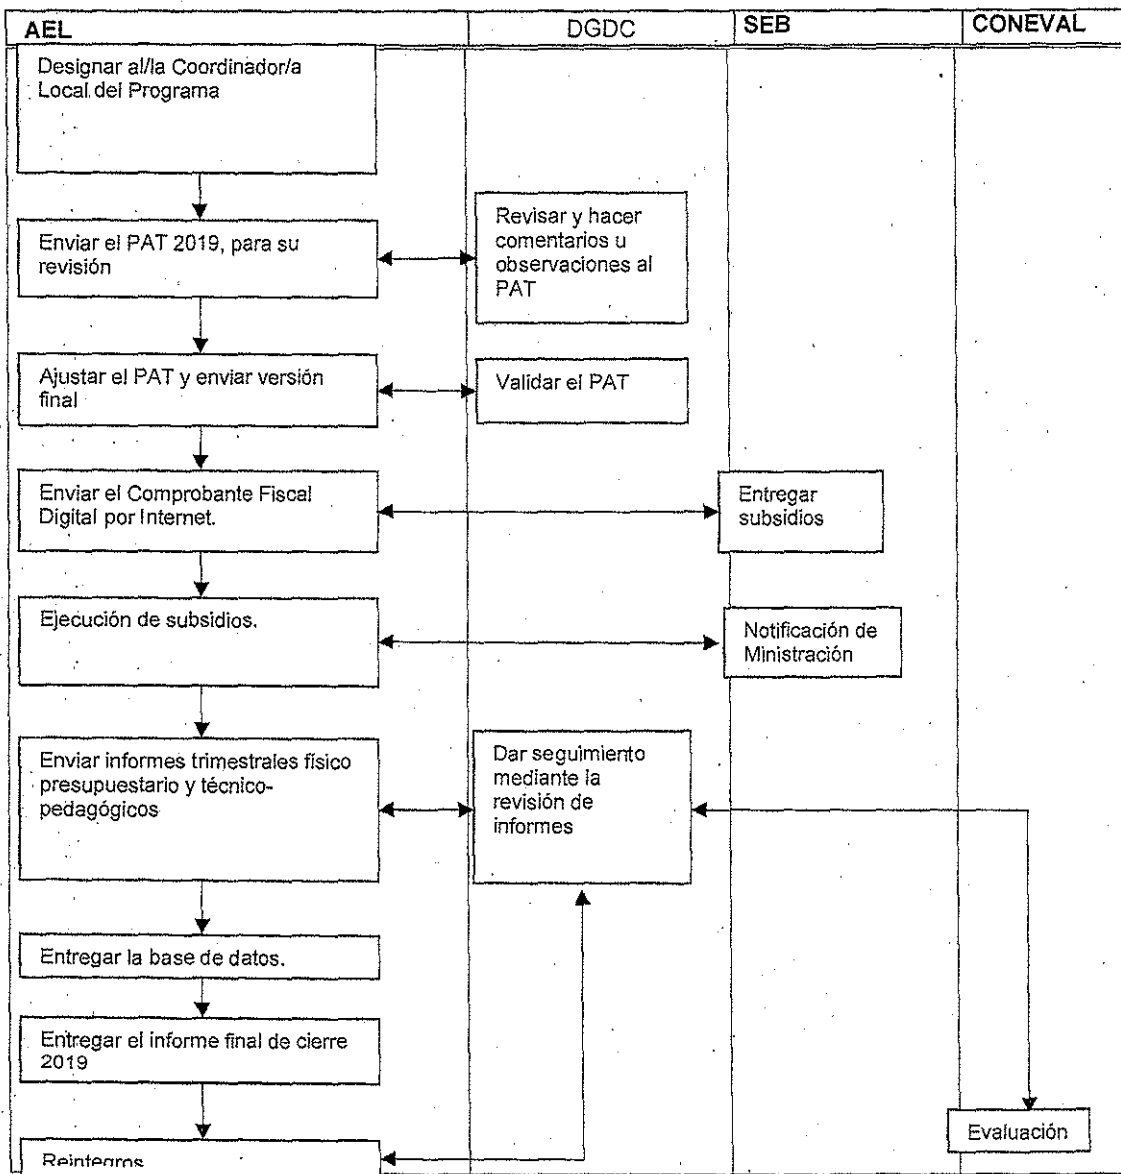 AEL
DGDC
SEB
CONEVAL
Designar al/la Coordinador/a
Local del Programa
Enviar el PAT 2019, para su
revisión
Revisar y hacer
comentarios u
observaciones al
PAT
Ajustar el PAT y enviar versión
final
Validar el PAT
Enviar el Comprobante Fiscal
Digital por Internet.
Entregar
subsidios
Ejecución de subsidios.
Notificación de
Ministración
Enviar informes trimestrales físico
presupuestario y técnico-
pedagógicos
Dar seguimiento
mediante la
revisión de
informes
Entregar la base de datos.
Entregar el informe final de cierre
2019
Evaluación
Reintegros